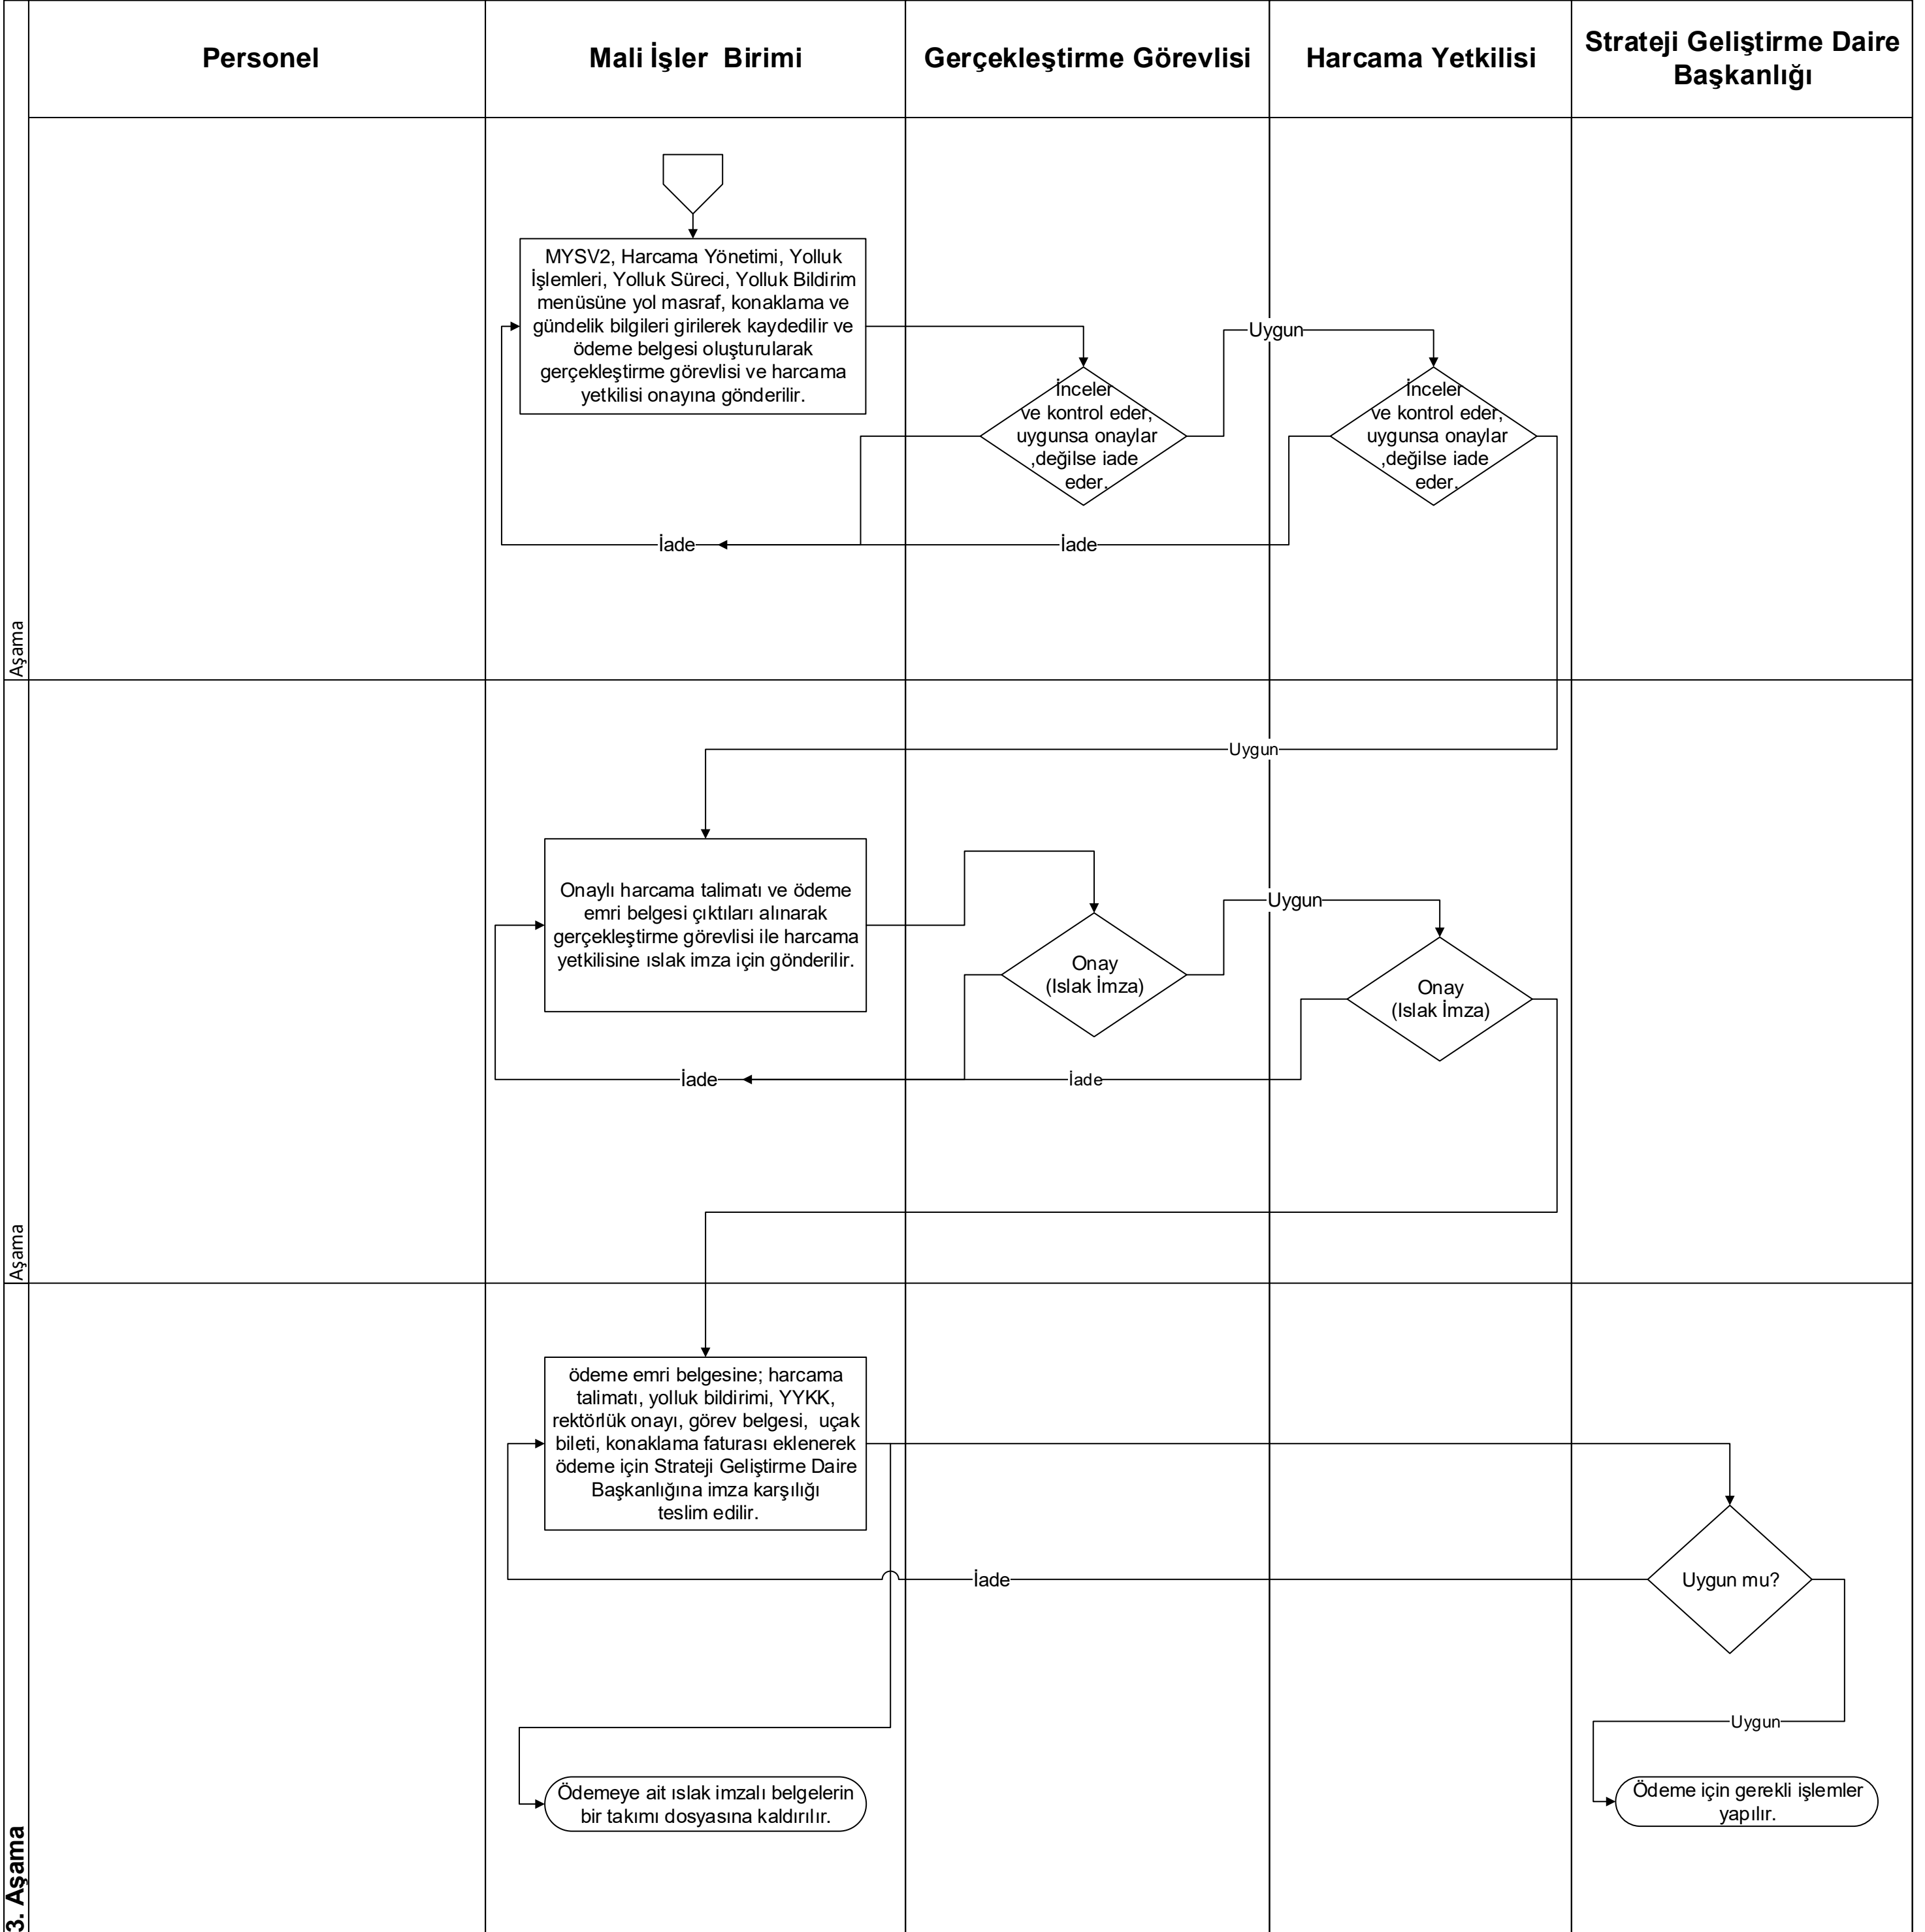 Personel
Mali İşler  Birimi
Gerçekleştirme Görevlisi
Harcama Yetkilisi
Strateji Geliştirme Daire
Başkanlığı
MYSV2, Harcama Yönetimi, Yolluk
İşlemleri, Yolluk Süreci, Yolluk Bildirim
menüsüne yol masraf, konaklama ve
gündelik bilgileri girilerek kaydedilir ve
ödeme belgesi oluşturularak
gerçekleştirme görevlisi ve harcama
yetkilisi onayına gönderilir.
Uygun
İnceler
ve kontrol eder,
uygunsa onaylar
,değilse iade
eder.
İnceler
ve kontrol eder,
uygunsa onaylar
,değilse iade
eder.
İade
İade
Aşama
Uygun
Onaylı harcama talimatı ve ödeme
emri belgesi çıktıları alınarak
gerçekleştirme görevlisi ile harcama
yetkilisine ıslak imza için gönderilir.
Uygun
Onay
(Islak İmza)
Onay
(Islak İmza)
İade
İade
Aşama
ödeme emri belgesine; harcama
talimatı, yolluk bildirimi, YYKK,
rektörlük onayı, görev belgesi,  uçak
bileti, konaklama faturası eklenerek
ödeme için Strateji Geliştirme Daire
Başkanlığına imza karşılığı
teslim edilir.
İade
Uygun mu?
Uygun
Ödemeye ait ıslak imzalı belgelerin
bir takımı dosyasına kaldırılır.
Ödeme için gerekli işlemler
yapılır.
3. Aşama